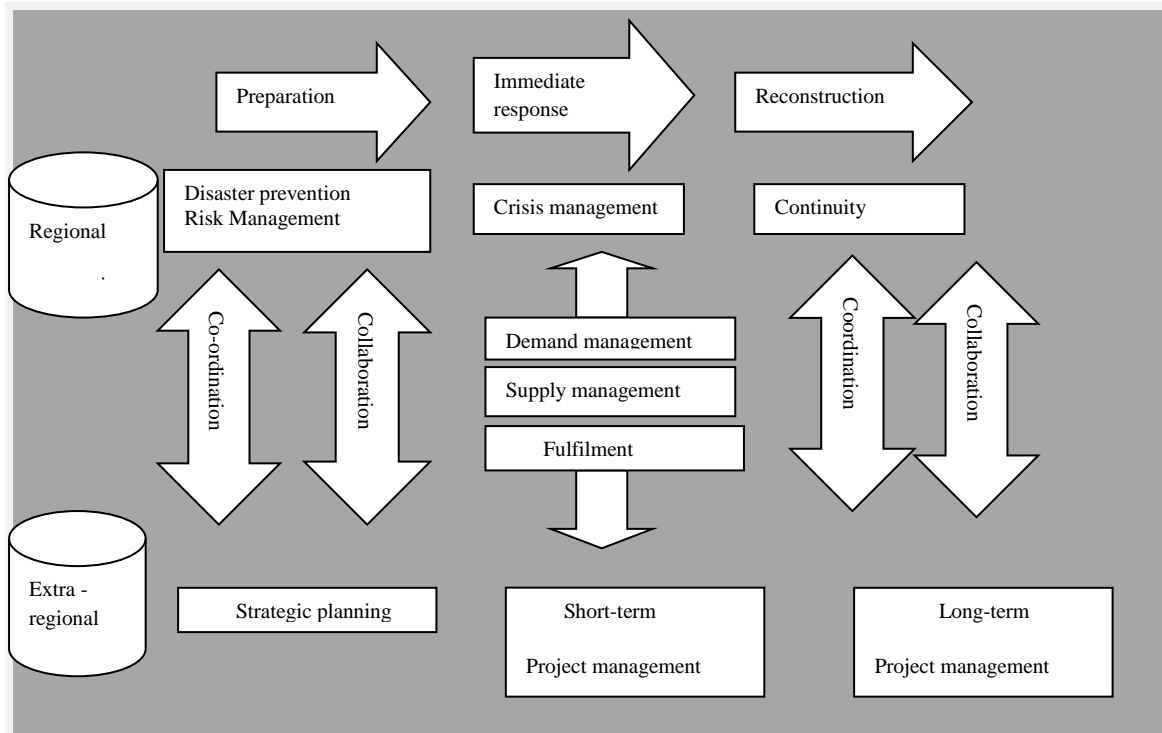 Preparation
Immediate
response
Reconstruction
Disaster prevention
Risk Management
Crisis management
Continuity
Regional
.
Co-ordination
Collaboration
Demand management
Supply management
Fulfilment
Coordination
Collaboration
Extra -
regional
Strategic planning
Short-term
Project management
Long-term
Project management